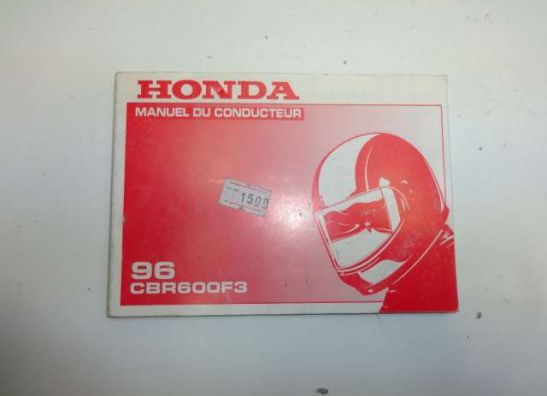 HONDA
MANUEL DU CONDUCTEUR
1500
96
CBR600F3